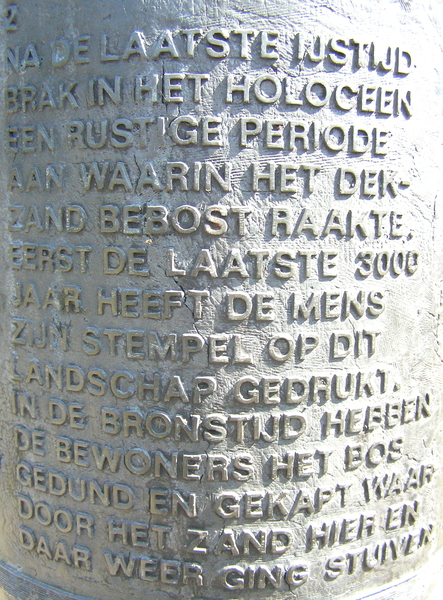 2
NA DE LAATSTE IJSTIJD
BRAK IN HET HOLOCEEN
EEN RUSTIGE PERIODE
AAN WAARIN HET DEK-
ZAND BEBOST RAAKTE.
EERST DE LAATSTE 3000
JAAR HEEFT DE MENS
ZIJN STEMPEL OP DIT
LANDSCHAP GEDRUKT.
IN DE BRONSTIJD HEBBEN
DE BEWONERS HET BOS
GEDUND EN GEKAPT WAAR
DOOR HET ZAND HIER EN
DAAR WEER GING STUIVEN